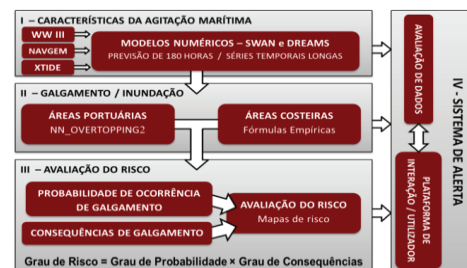 I – CARACTERÍSTICAS DA AGITAÇÃO MARÍTIMA
WW III
NAVGEM
XTIDE
MODELOS NUMÉRICOS – SWAN e DREAMS
PREVISÃO DE 180 HORAS / SÉRIES TEMPORAIS LONGAS
II – GALGAMENTO / INUNDAÇÃO
ÁREAS PORTUÁRIAS
NN_OVERTOPPING2
ÁREAS COSTEIRAS
Fórmulas Empíricas
III – AVALIAÇÃO DO RISCO
PROBABILIDADE DE OCORRÊNCIA
DE GALGAMENTO
CONSEQUÊNCIAS DE GALGAMENTO
AVALIAÇÃO DO RISCO
Mapas de risco
Grau de Risco = Grau de Probabilidade × Grau de Consequências
AVALIAÇÃO DE DADOS
PLATAFORMA DE
INTERAÇÃO / UTILIZADOR
IV - SISTEMA DE ALERTA